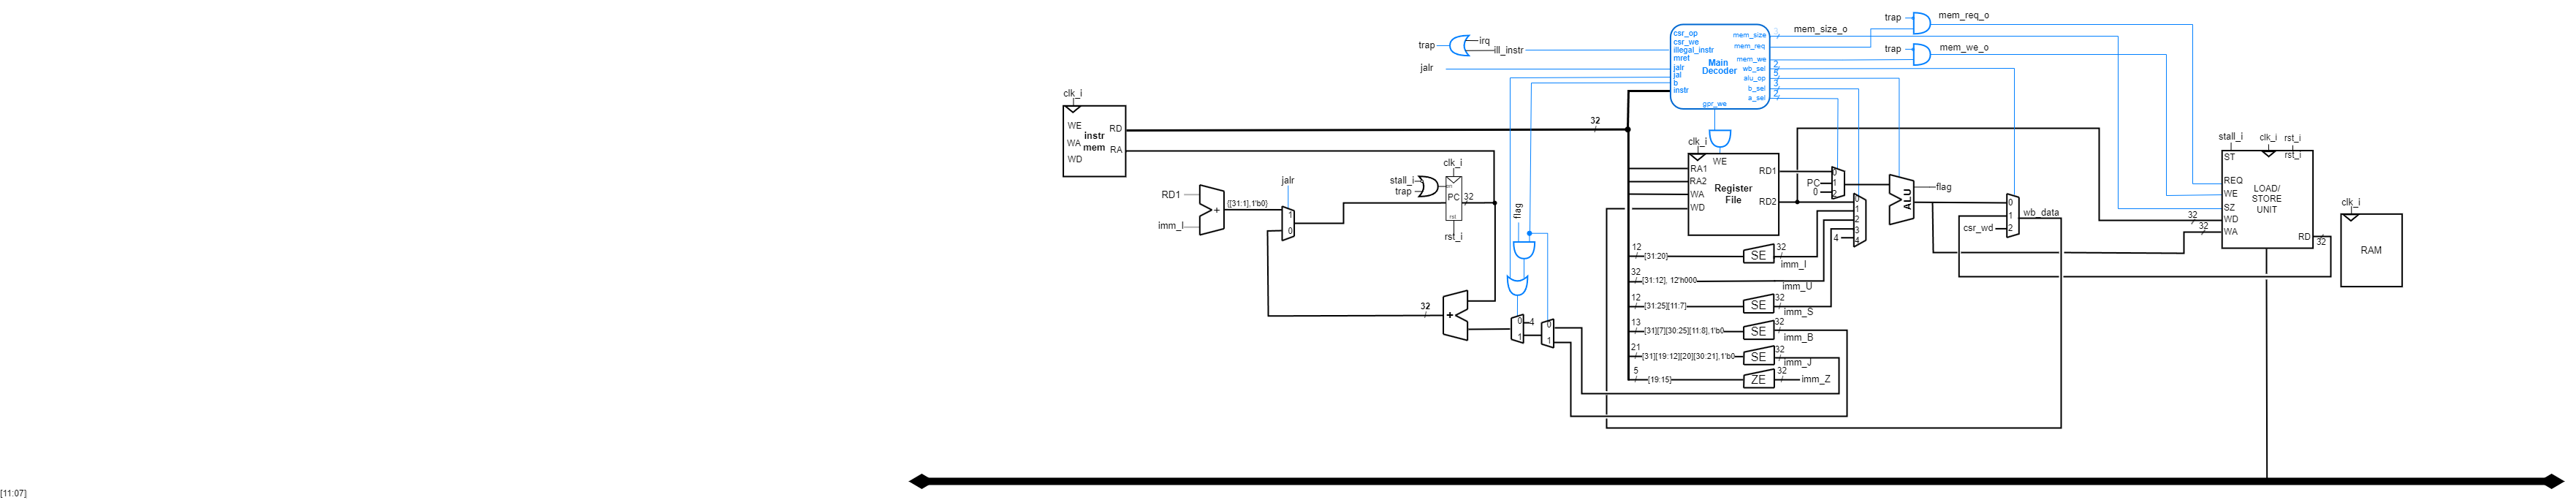 trap
irq
ill_instr
jalr
csr_op
csr_we
illegal_instr
mret
jalr
jal
b
instr
Main
Decoder
mem_size
mem_req
mem_we
wb_sel
alu_op
b_sel
a_sel
gpr_we
2
5
3
2
mem_size_o
trap
mem_req_o
trap
mem_we_o
clk_i
WE
WA
WD
instr
mem
RD
RA
32
RD1
imm_I
+
{[31:1],1'b0}
jalr
1
0
stall_i
trap
clk_i
en
PC
rst
rst_i
32
flag
32
+
0
1
4
0
1
clk_i
WE
RA1
RA2
WA
WD
Register
File
RD1
RD2
PC
0
0
1
2
0
1
2
3
4
4
ALU
flag
12
[31:20]
SE
32
imm_I
32
[31:12], 12'h000
imm_U
12
[31:25][11:7]
SE
32
imm_S
13
[31][7][30:25][11:8],1'b0
SE
32
imm_B
21
[31][19:12][20][30:21],1'b0
SE
32
imm_J
5
[19:15]
ZE
32
imm_Z
csr_wd
0
1
2
wb_data
stall_i
clk_i
rst_i
ST
rst_i
REQ
WE
SZ
WD
WA
LOAD/
STORE
UNIT
RD
32
32
32
clk_i
RAM
[11:07]